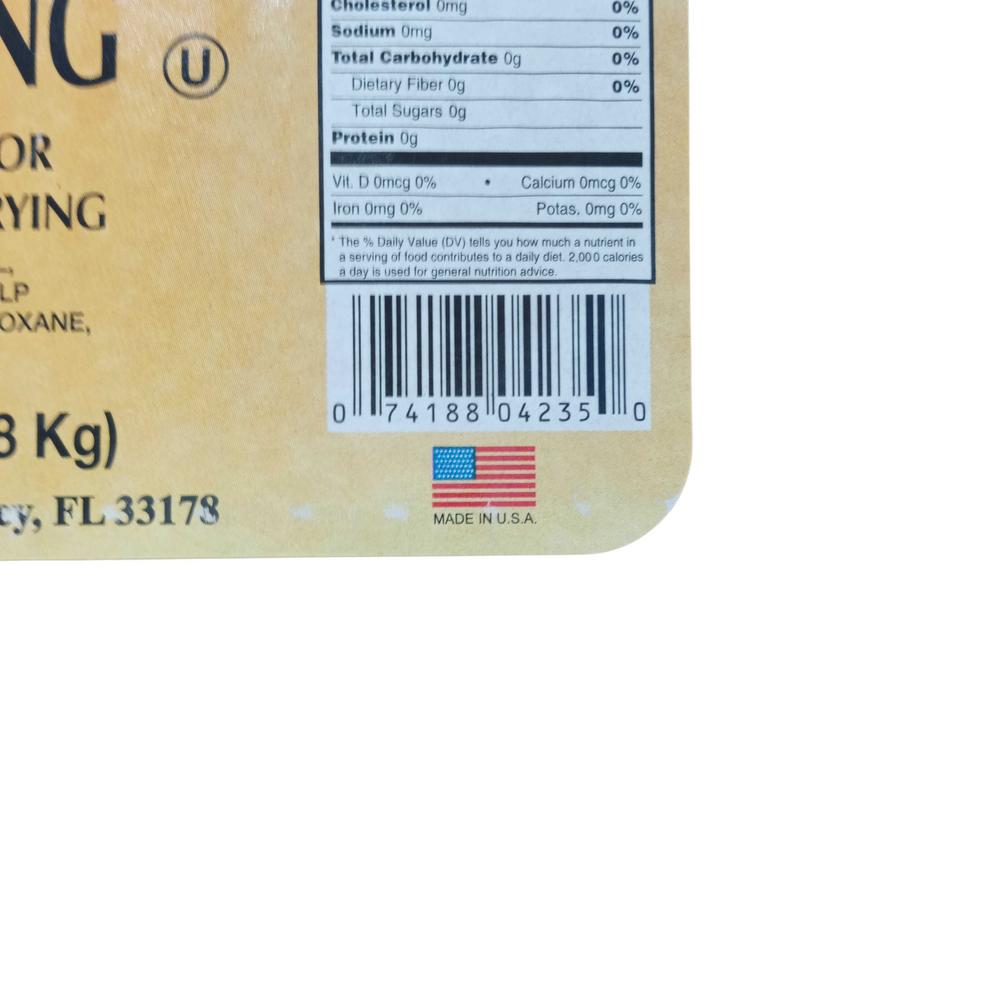 NG
U
OR
RYING
LP
OXANE,
8 Kg)
cy, FL 33178
Cholesterol 0mg 0%
Sodium 0mg 0%
Total Carbohydrate 0g 0%
Dietary Fiber 0g 0%
Total Sugars 0g
Protein 0g
Vit. D 0mcg 0% • Calcium 0mcg 0%
Iron 0mg 0% Potas. 0mg 0%
* The % Daily Value (DV) tells you how much a nutrient in
a serving of food contributes to a daily diet. 2,000 calories
a day is used for general nutrition advice.
0 74188 04235 0
MADE IN U.S.A.